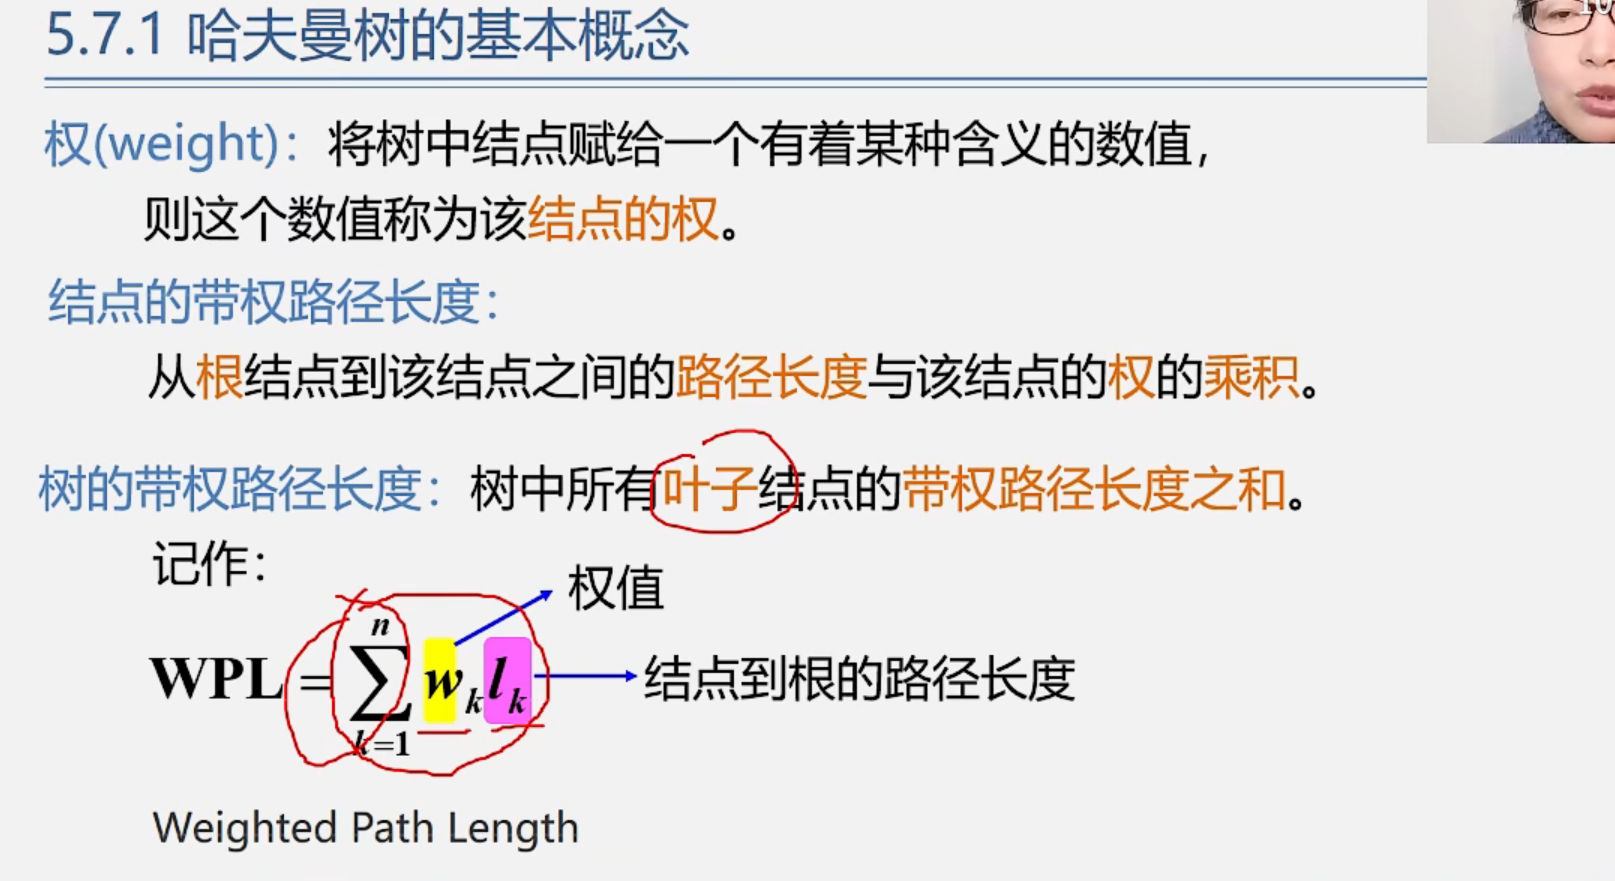 5.7.1 哈夫曼树的基本概念
10
权(weight)：将树中结点赋给一个有着某种含义的数值，
则这个数值称为该结点的权。
结点的带权路径长度：
从根结点到该结点之间的路径长度与该结点的权的乘积。
树的带权路径长度：树中所有叶子结点的带权路径长度之和。
记作：
权值
n
WPL = ∑ wₖlₖ 结点到根的路径长度
k=1
Weighted Path Length